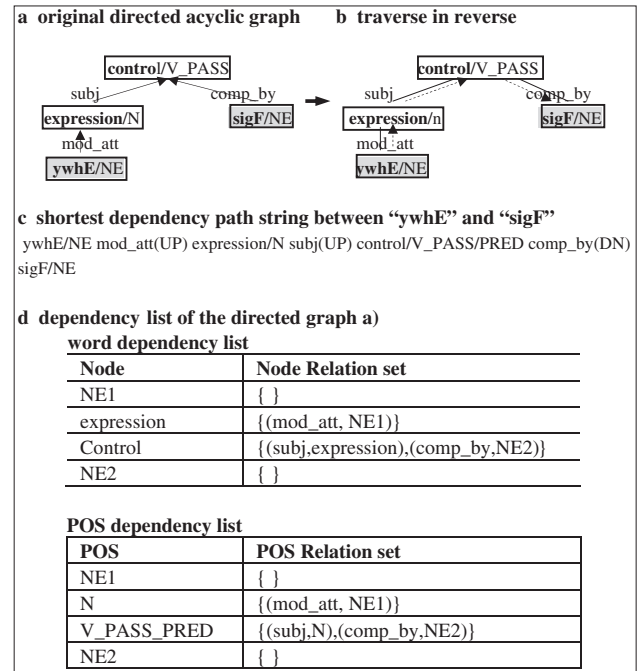 a original directed acyclic graph b traverse in reverse
control/V_PASS control/V_PASS
subj comp_by subj comp_by
expression/N sigF/NE expression/n sigF/NE
mod_att mod_att
ywhE/NE ywhE/NE
c shortest dependency path string between “ywhE” and “sigF”
ywhE/NE mod_att(UP) expression/N subj(UP) control/V_PASS/PRED comp_by(DN)
sigF/NE
d dependency list of the directed graph a)
word dependency list
Node Node Relation set
NE1 { }
expression {(mod_att, NE1)}
Control {(subj,expression),(comp_by,NE2)}
NE2 { }
POS dependency list
POS POS Relation set
NE1 { }
N {(mod_att, NE1)}
V_PASS_PRED {(subj,N),(comp_by,NE2)}
NE2 { }